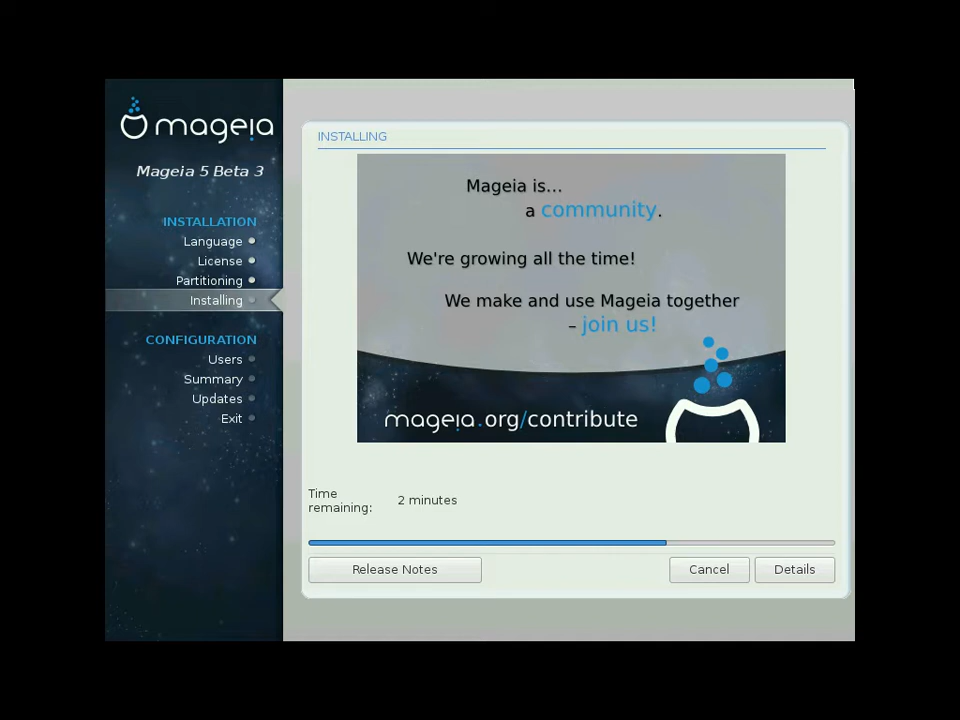 mageia
Mageia 5 Beta 3
INSTALLATION
Language
License
Partitioning
Installing
CONFIGURATION
Users
Summary
Updates
Exit
INSTALLING
Mageia is...
a community.
We're growing all the time!
We make and use Mageia together
– join us!
mageia.org/contribute
Time
remaining:
2 minutes
Release Notes
Cancel
Details